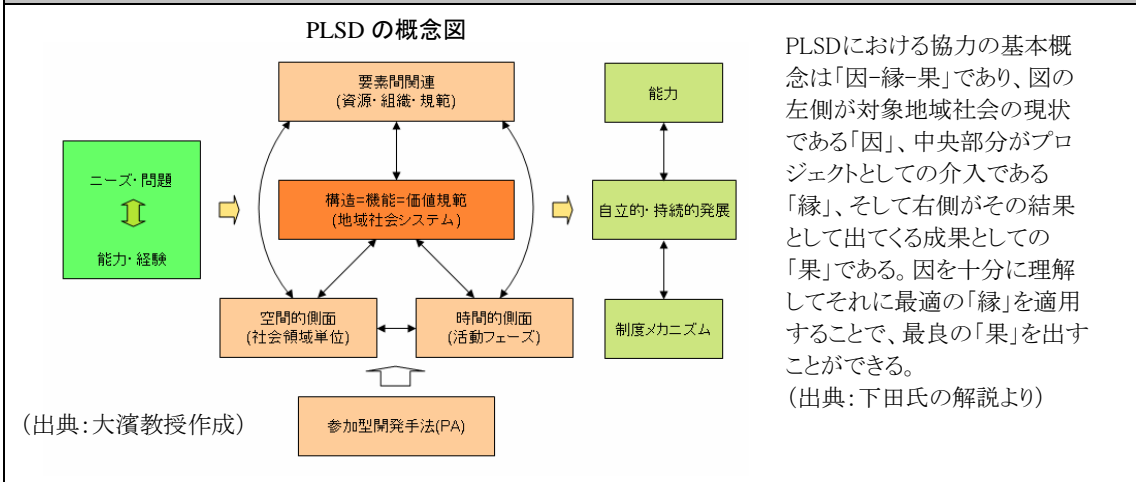 PLSD の概念図
要素間関連
(資源・組織・規範)
ニーズ・問題
能力・経験
構造=機能=価値規範
(地域社会システム)
空間的側面
(社会領域単位)
時間的側面
(活動フェーズ)
参加型開発手法(PA)
能力
自立的・持続的発展
制度メカニズム
(出典:大濱教授作成)
PLSDにおける協力の基本概
念は「因-縁-果」であり、図の
左側が対象地域社会の現状
である「因」、中央部分がプロ
ジェクトとしての介入である
「縁」、そして右側がその結果
として出てくる成果としての
「果」である。因を十分に理解
してそれに最適の「縁」を適用
することで、最良の「果」を出す
ことができる。
(出典:下田氏の解説より)